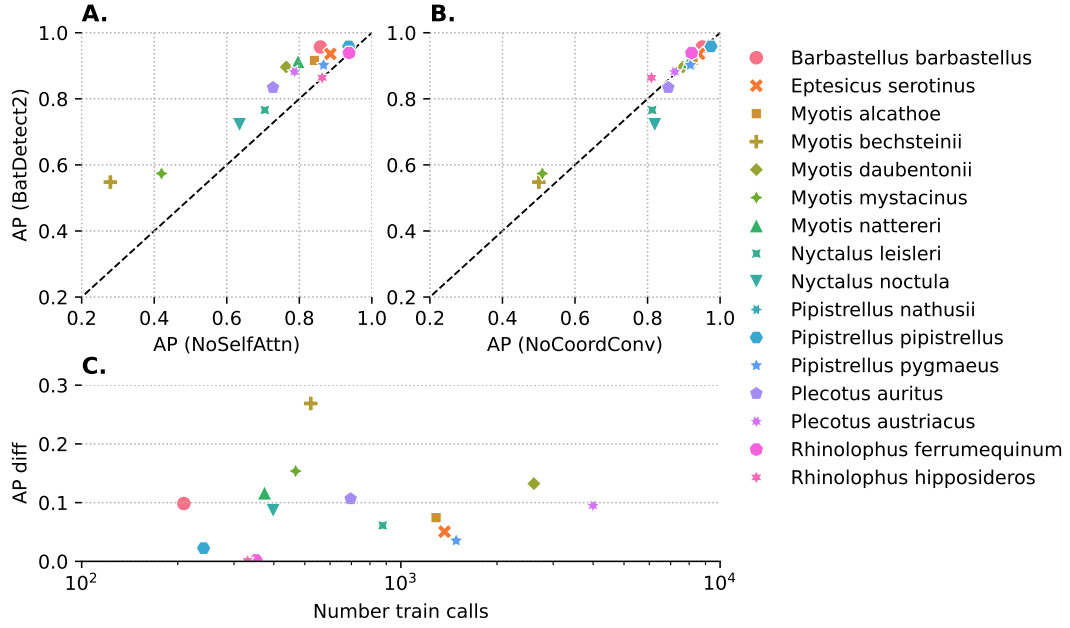 A.
B.
1.0
0.8
0.6
0.4
0.2
AP (BatDetect2)
0.2 0.4 0.6 0.8 1.0
AP (NoSelfAttn)
1.0
0.8
0.6
0.4
0.2
0.2 0.4 0.6 0.8 1.0
AP (NoCoordConv)
C.
0.3
0.2
0.1
0.0
AP diff
10² 10³ 10⁴
Number train calls
Barbastellus barbastellus
Eptesicus serotinus
Myotis alcathoe
Myotis bechsteinii
Myotis daubentonii
Myotis mystacinus
Myotis nattereri
Nyctalus leisleri
Nyctalus noctula
Pipistrellus nathusii
Pipistrellus pipistrellus
Pipistrellus pygmaeus
Plecotus auritus
Plecotus austriacus
Rhinolophus ferrumequinum
Rhinolophus hipposideros